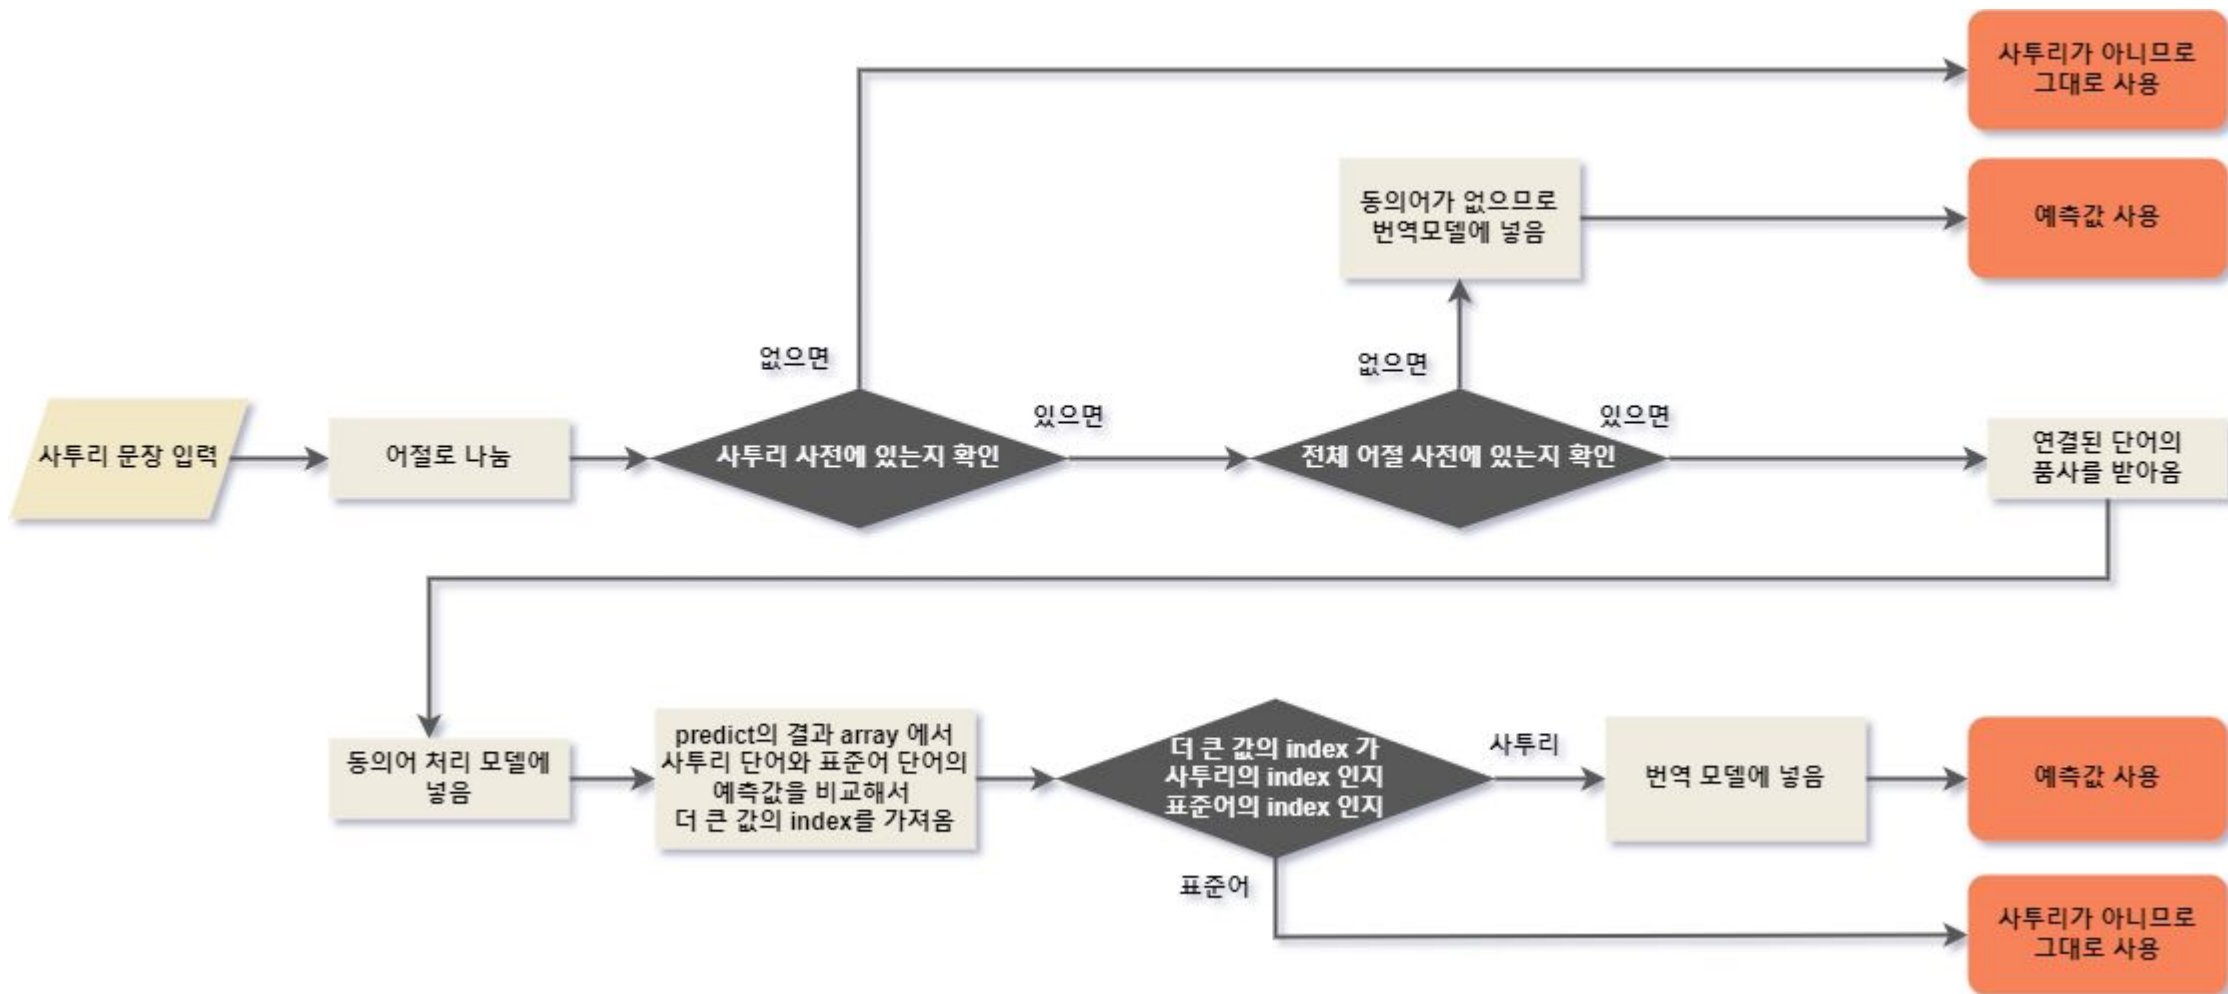 사투리가 아니므로
그대로 사용
동의어가 없으므로
번역모델에 넣음
예측값 사용
없으면
없으면
있으면
있으면
사투리 문장 입력
어절로 나눔
사투리 사전에 있는지 확인
전체 어절 사전에 있는지 확인
연결된 단어의
품사를 받아옴
동의어 처리 모델에
넣음
predict의 결과 array 에서
사투리 단어와 표준어 단어의
예측값을 비교해서
더 큰 값의 index를 가져옴
더 큰 값의 index 가
사투리의 index 인지
표준어의 index 인지
사투리
번역 모델에 넣음
예측값 사용
표준어
사투리가 아니므로
그대로 사용